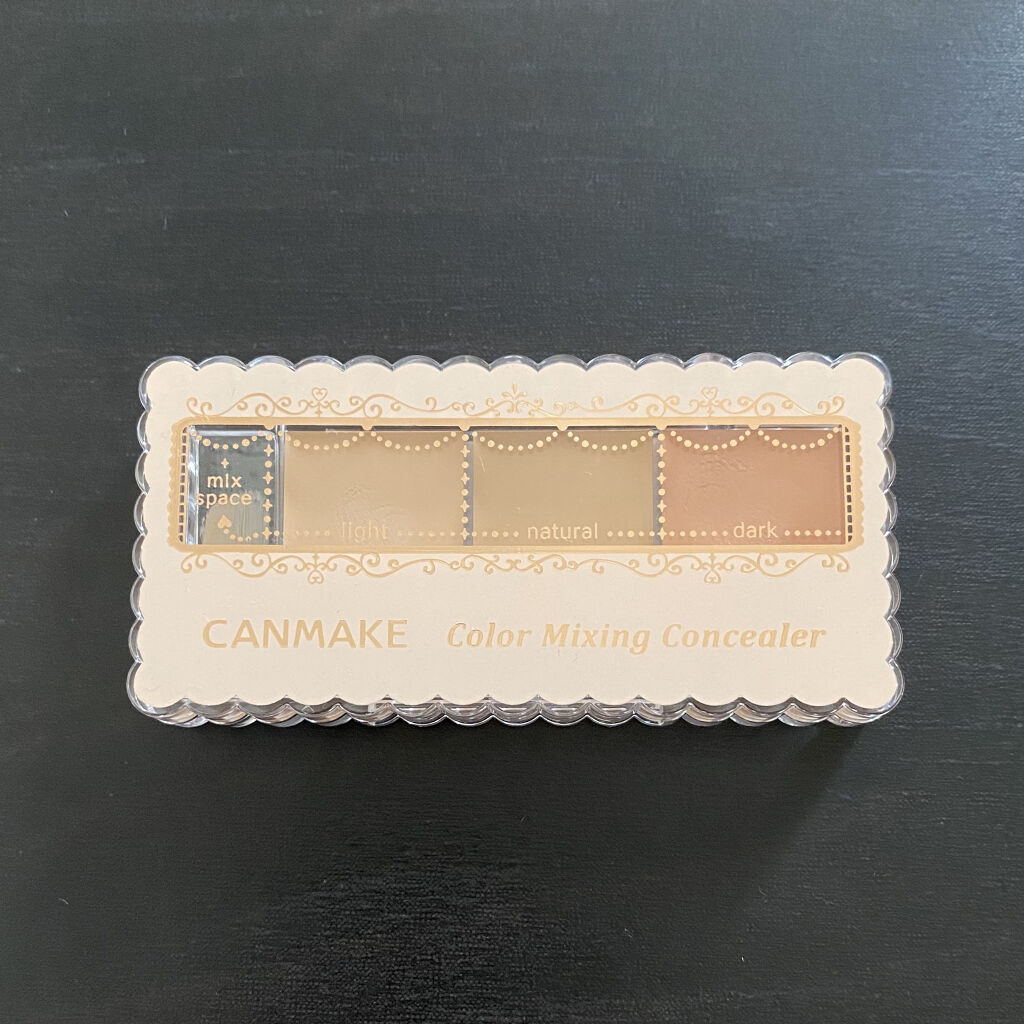 mix
space
light
natural
dark
CANMAKE Color Mixing Concealer